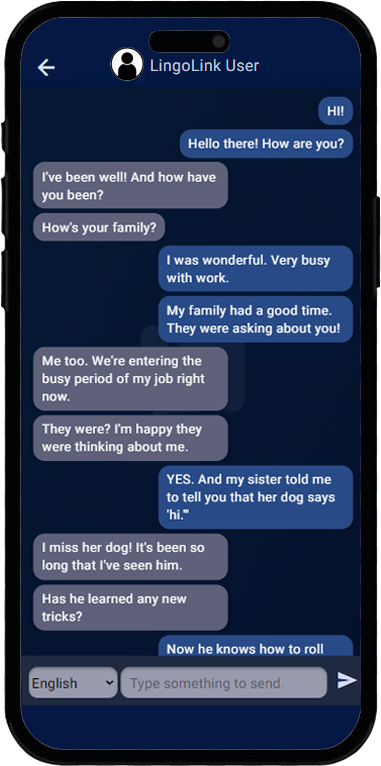 LingoLink User
HI!
Hello there! How are you?
I've been well! And how have
you been?
How's your family?
I was wonderful. Very busy
with work.
My family had a good time.
They were asking about you!
Me too. We're entering the
busy period of my job right
now.
They were? I'm happy they
were thinking about me.
YES. And my sister told me
to tell you that her dog says
'hi.'"
I miss her dog! It's been so
long that I've seen him.
Has he learned any new
tricks?
Now he knows how to roll
English
Type something to send.